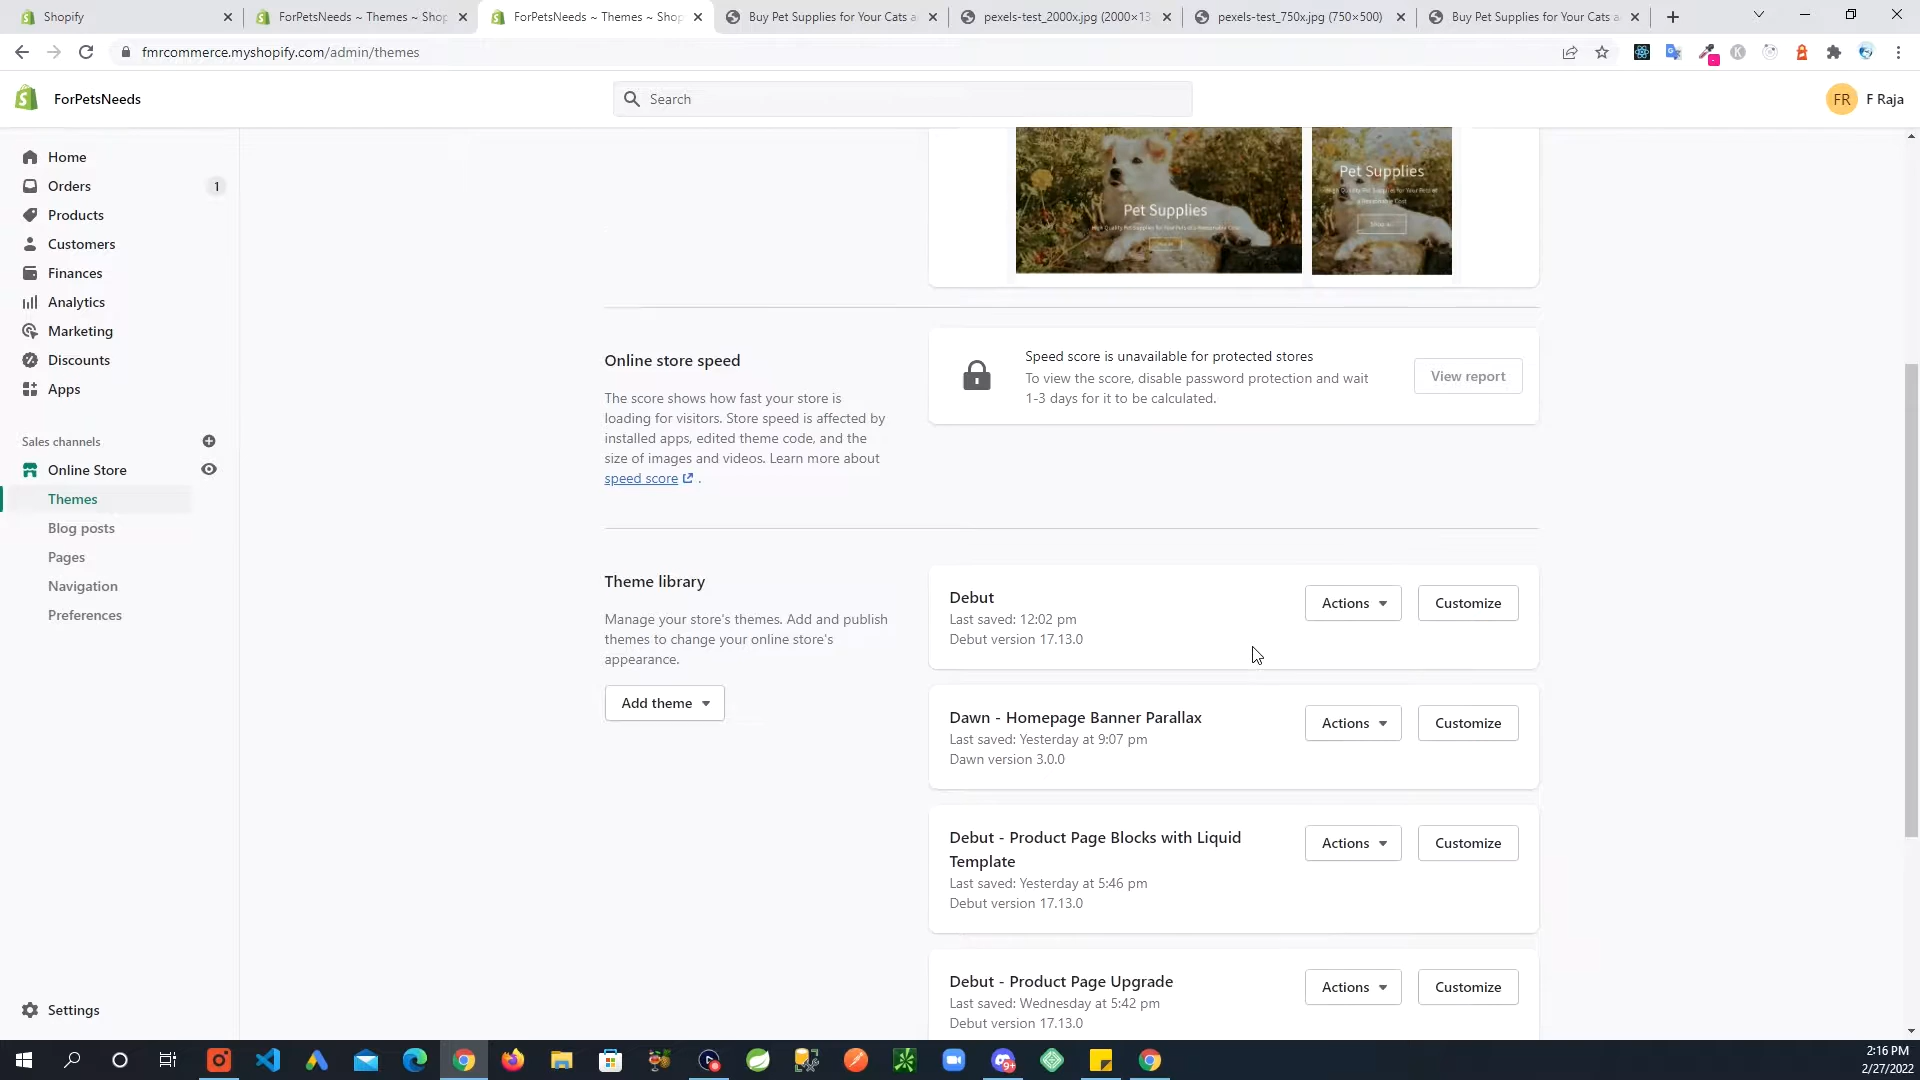 Shopify
ForPetsNeeds ~ Themes ~ Shop
ForPetsNeeds ~ Themes ~ Shop
Buy Pet Supplies for Your Cats a
pexels-test_2000x.jpg (2000×13
pexels-test_750x.jpg (750×500)
Buy Pet Supplies for Your Cats a
fmrcommerce.myshopify.com/admin/themes
ForPetsNeeds
Search
FR
F Raja
Home
Orders
1
Products
Customers
Finances
Analytics
Marketing
Discounts
Apps
Sales channels
Online Store
Themes
Blog posts
Pages
Navigation
Preferences
Settings
Pet Supplies
High Quality Pet Supplies for Your Pets at a Reasonable Cost
Pet Supplies
High Quality Pet Supplies for Your Pets at
a Reasonable Cost
Online store speed
The score shows how fast your store is
loading for visitors. Store speed is affected by
installed apps, edited theme code, and the
size of images and videos. Learn more about
speed score .
Speed score is unavailable for protected stores
To view the score, disable password protection and wait
1-3 days for it to be calculated.
View report
Theme library
Manage your store's themes. Add and publish
themes to change your online store's
appearance.
Add theme
Debut
Last saved: 12:02 pm
Debut version 17.13.0
Actions
Customize
Dawn - Homepage Banner Parallax
Last saved: Yesterday at 9:07 pm
Dawn version 3.0.0
Actions
Customize
Debut - Product Page Blocks with Liquid
Template
Last saved: Yesterday at 5:46 pm
Debut version 17.13.0
Actions
Customize
Debut - Product Page Upgrade
Last saved: Wednesday at 5:42 pm
Debut version 17.13.0
Actions
Customize
2:16 PM
2/27/2022